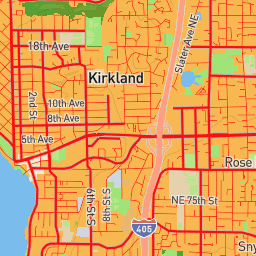 18th Ave
Slater Ave NE
Kirkland
2nd St.
10th Ave
8th Ave
5th Ave
Rose
6th St S
8th St S
NE 75th St
405
Sny